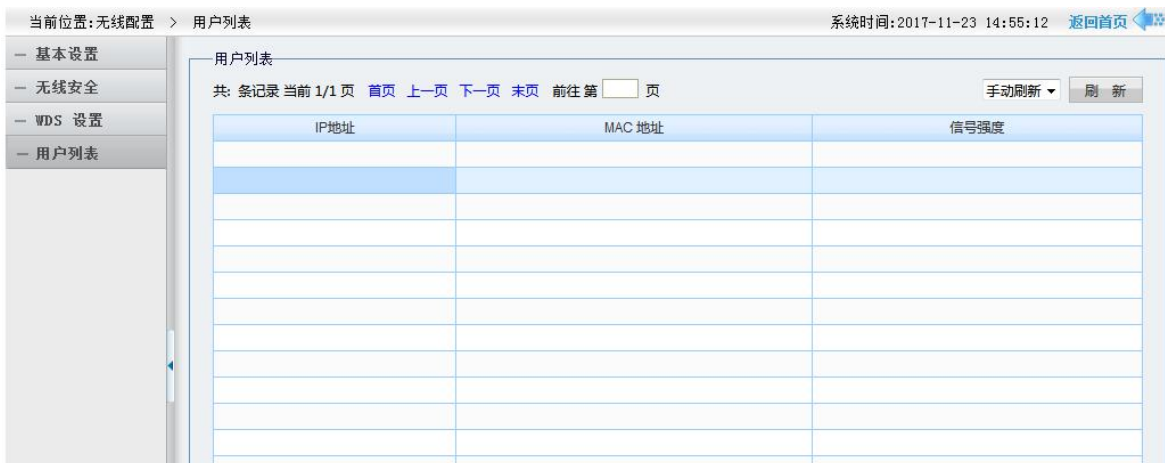 当前位置:无线配置 > 用户列表 系统时间:2017-11-23 14:55:12 返回首页
— 基本设置
— 无线安全
— WDS 设置
— 用户列表
用户列表
共: 条记录 当前 1/1 页 首页 上一页 下一页 末页 前往 第 页 手动刷新 刷 新
IP地址 MAC 地址 信号强度